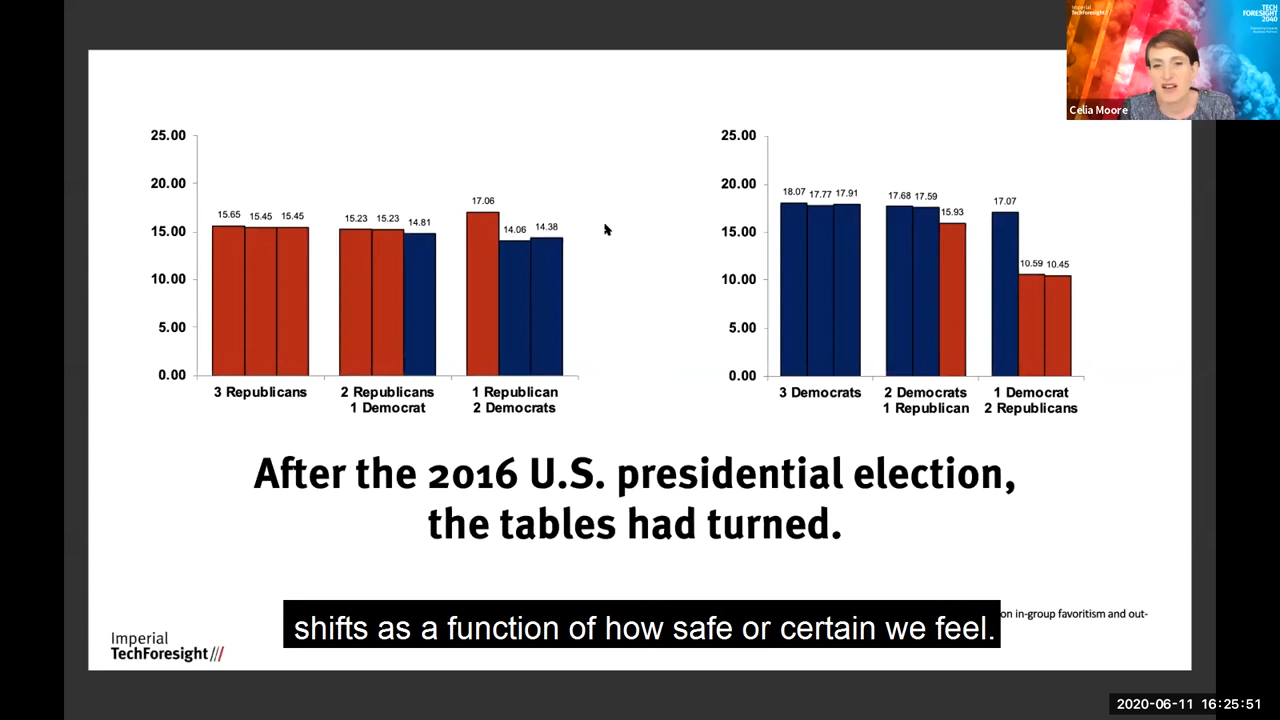 Imperial
TechForesight//
TECH
FORESIGHT
2040
Celia Moore
25.00
20.00
15.00
10.00
5.00
0.00
15.65 15.45 15.45
15.23 15.23 14.81
17.06
14.06 14.38
3 Republicans
2 Republicans
1 Democrat
1 Republican
2 Democrats
25.00
20.00
15.00
10.00
5.00
0.00
18.07 17.77 17.91
17.68 17.59
15.93
17.07
10.59 10.45
3 Democrats
2 Democrats
1 Republican
1 Democrat
2 Republicans
After the 2016 U.S. presidential election,
the tables had turned.
on in-group favoritism and out-
shifts as a function of how safe or certain we feel.
Imperial
TechForesight///
2020-06-11 16:25:51